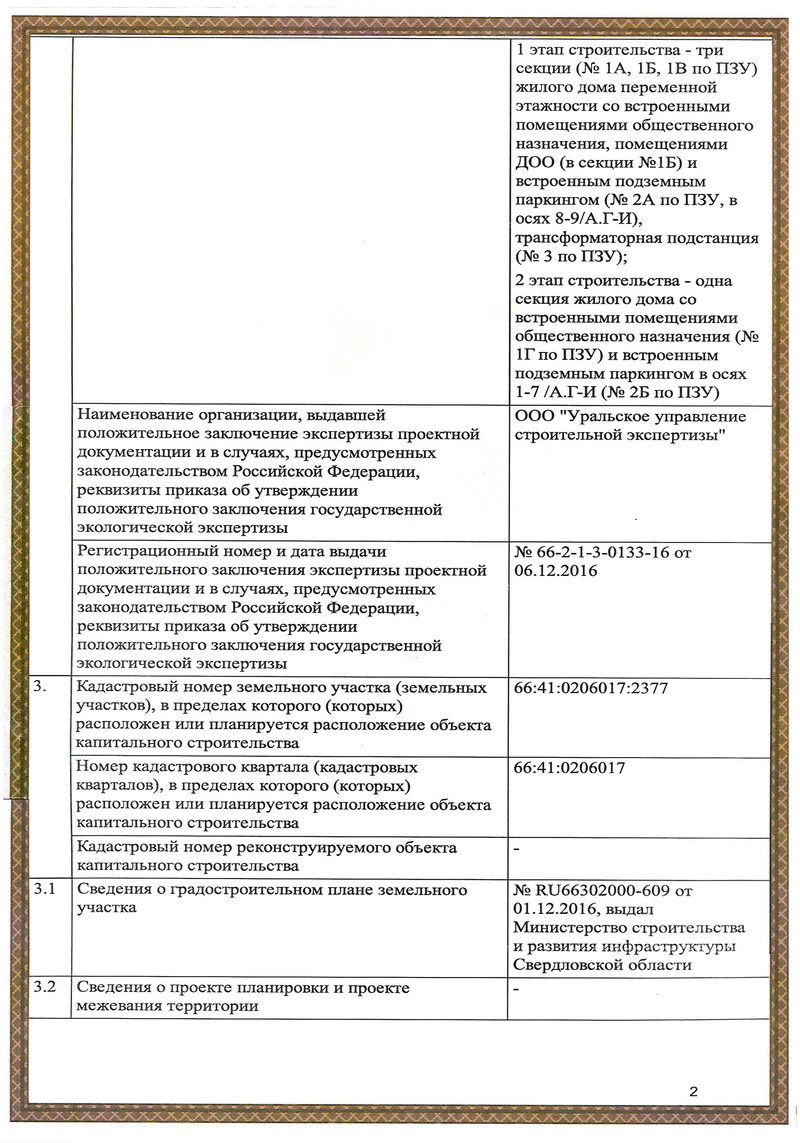 1 этап строительства - три
секции (№ 1А, 1Б, 1В по ПЗУ)
жилого дома переменной
этажности со встроенными
помещениями общественного
назначения, помещениями
ДОО (в секции №1Б) и
встроенным подземным
паркингом (№ 2А по ПЗУ, в
осях 8-9/А.Г-И),
трансформаторная подстанция
(№ 3 по ПЗУ);
2 этап строительства - одна
секция жилого дома со
встроенными помещениями
общественного назначения (№
1Г по ПЗУ) и встроенным
подземным паркингом в осях
1-7 /А.Г-И (№ 2Б по ПЗУ)
Наименование организации, выдавшей
положительное заключение экспертизы проектной
документации и в случаях, предусмотренных
законодательством Российской Федерации,
реквизиты приказа об утверждении
положительного заключения государственной
экологической экспертизы
ООО "Уральское управление
строительной экспертизы"
Регистрационный номер и дата выдачи
положительного заключения экспертизы проектной
документации и в случаях, предусмотренных
законодательством Российской Федерации,
реквизиты приказа об утверждении
положительного заключения государственной
экологической экспертизы
№ 66-2-1-3-0133-16 от
06.12.2016
3.
Кадастровый номер земельного участка (земельных
участков), в пределах которого (которых)
расположен или планируется расположение объекта
капитального строительства
66:41:0206017:2377
Номер кадастрового квартала (кадастровых
кварталов), в пределах которого (которых)
расположен или планируется расположение объекта
капитального строительства
66:41:0206017
Кадастровый номер реконструируемого объекта
капитального строительства
-
3.1
Сведения о градостроительном плане земельного
участка
№ RU66302000-609 от
01.12.2016, выдал
Министерство строительства
и развития инфраструктуры
Свердловской области
3.2
Сведения о проекте планировки и проекте
межевания территории
-
2